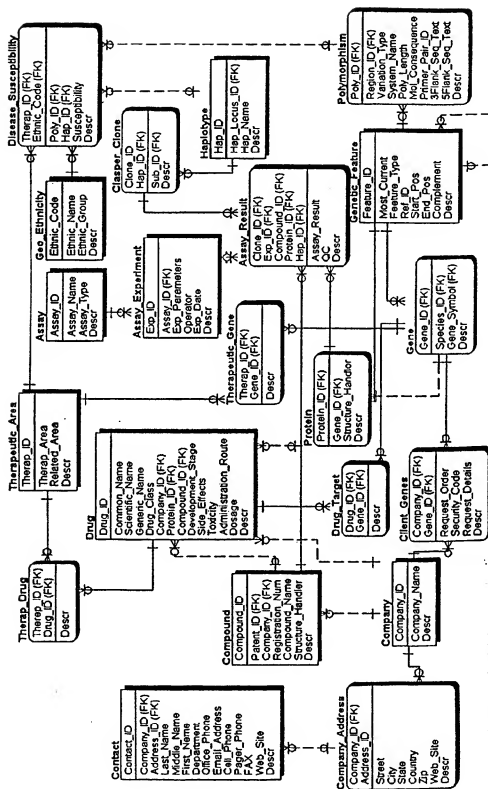 Disease_Susceptibility
Therap_ID (FK)
Ethnic_Code (FK)
Poly_ID (FK)
Hap_ID (FK)
Susceptibility
Descr
Polymorphism
Poly_ID
Region_ID (FK)
Variation_Type
System_Name
Poly_Length
Mol_Consequence
Primer_Pair_ID
3Flank_Seq_Text
5Flank_Seq_Text
Descr
Haplotype
Hap_ID
Hap_Locus_ID (FK)
Hap_Name
Descr
Clasper_Clone
Clone_ID
Hap_ID (FK)
Sub_ID (FK)
Descr
Geo_Ethnicity
Ethnic_Code
Ethnic_Name
Ethnic_Group
Descr
Genetic_Feature
Feature_ID
Most_Current
Feature_Type
Ref_ID
Start_Pos
End_Pos
Complement
Descr
Assay_Result
Clone_ID (FK)
Exp_ID (FK)
Compound_ID (FK)
Protein_ID (FK)
Hap_ID (FK)
Assay_Result
QC
Descr
Assay
Assay_ID
Assay_Name
Assay_Type
Descr
Assay_Experiment
Exp_ID
Assay_ID (FK)
Exp_Parameters
Operator
Exp_Date
Descr
Gene
Gene_ID (FK)
Species_ID (FK)
Gene_Symbol (FK)
Descr
Therapeutic_Gene
Therap_ID (FK)
Gene_ID (FK)
Descr
Protein
Protein_ID (FK)
Gene_ID (FK)
Structure_Handlor
Descr
Therapeutic_Area
Therap_ID
Therap_Area
Related_Area
Descr
Drug
Drug_ID
Common_Name
Scientific_Name
Generic_Name
Drug_Class
Company_ID (FK)
Protein_ID (FK)
Compound_ID (FK)
Development_Stage
Side_Effects
Toxicity
Administration_Route
Dosage
Descr
Drug_Target
Drug_ID (FK)
Gene_ID (FK)
Descr
Client_Genes
Company_ID (FK)
Gene_ID (FK)
Request_Order
Security_Code
Request_Details
Descr
Therap_Drug
Therap_ID (FK)
Drug_ID (FK)
Descr
Compound
Compound_ID
Patent_ID (FK)
Company_ID (FK)
Registration_Num
Compound_Name
Structure_Handler
Descr
Company
Company_ID
Company_Name
Descr
Contact
Contact_ID
Company_ID (FK)
Address_ID (FK)
Last_Name
Middle_Name
First_Name
Department
Office_Phone
Email_Address
Cell_Phone
Pager_Phone
FAX
Web_Site
Descr
Company_Address
Company_ID (FK)
Address_ID
Street
City
State
Country
Zip
Web_Site
Descr